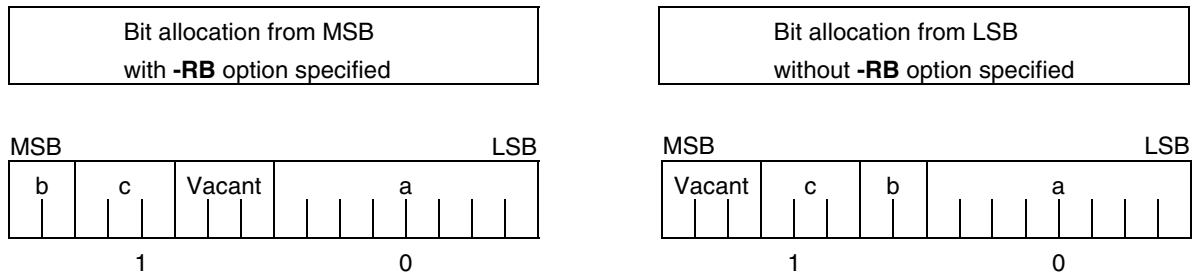 Bit allocation from MSB
with -RB option specified
Bit allocation from LSB
without -RB option specified
MSB LSB
b c Vacant a
1 0
MSB LSB
Vacant c b a
1 0